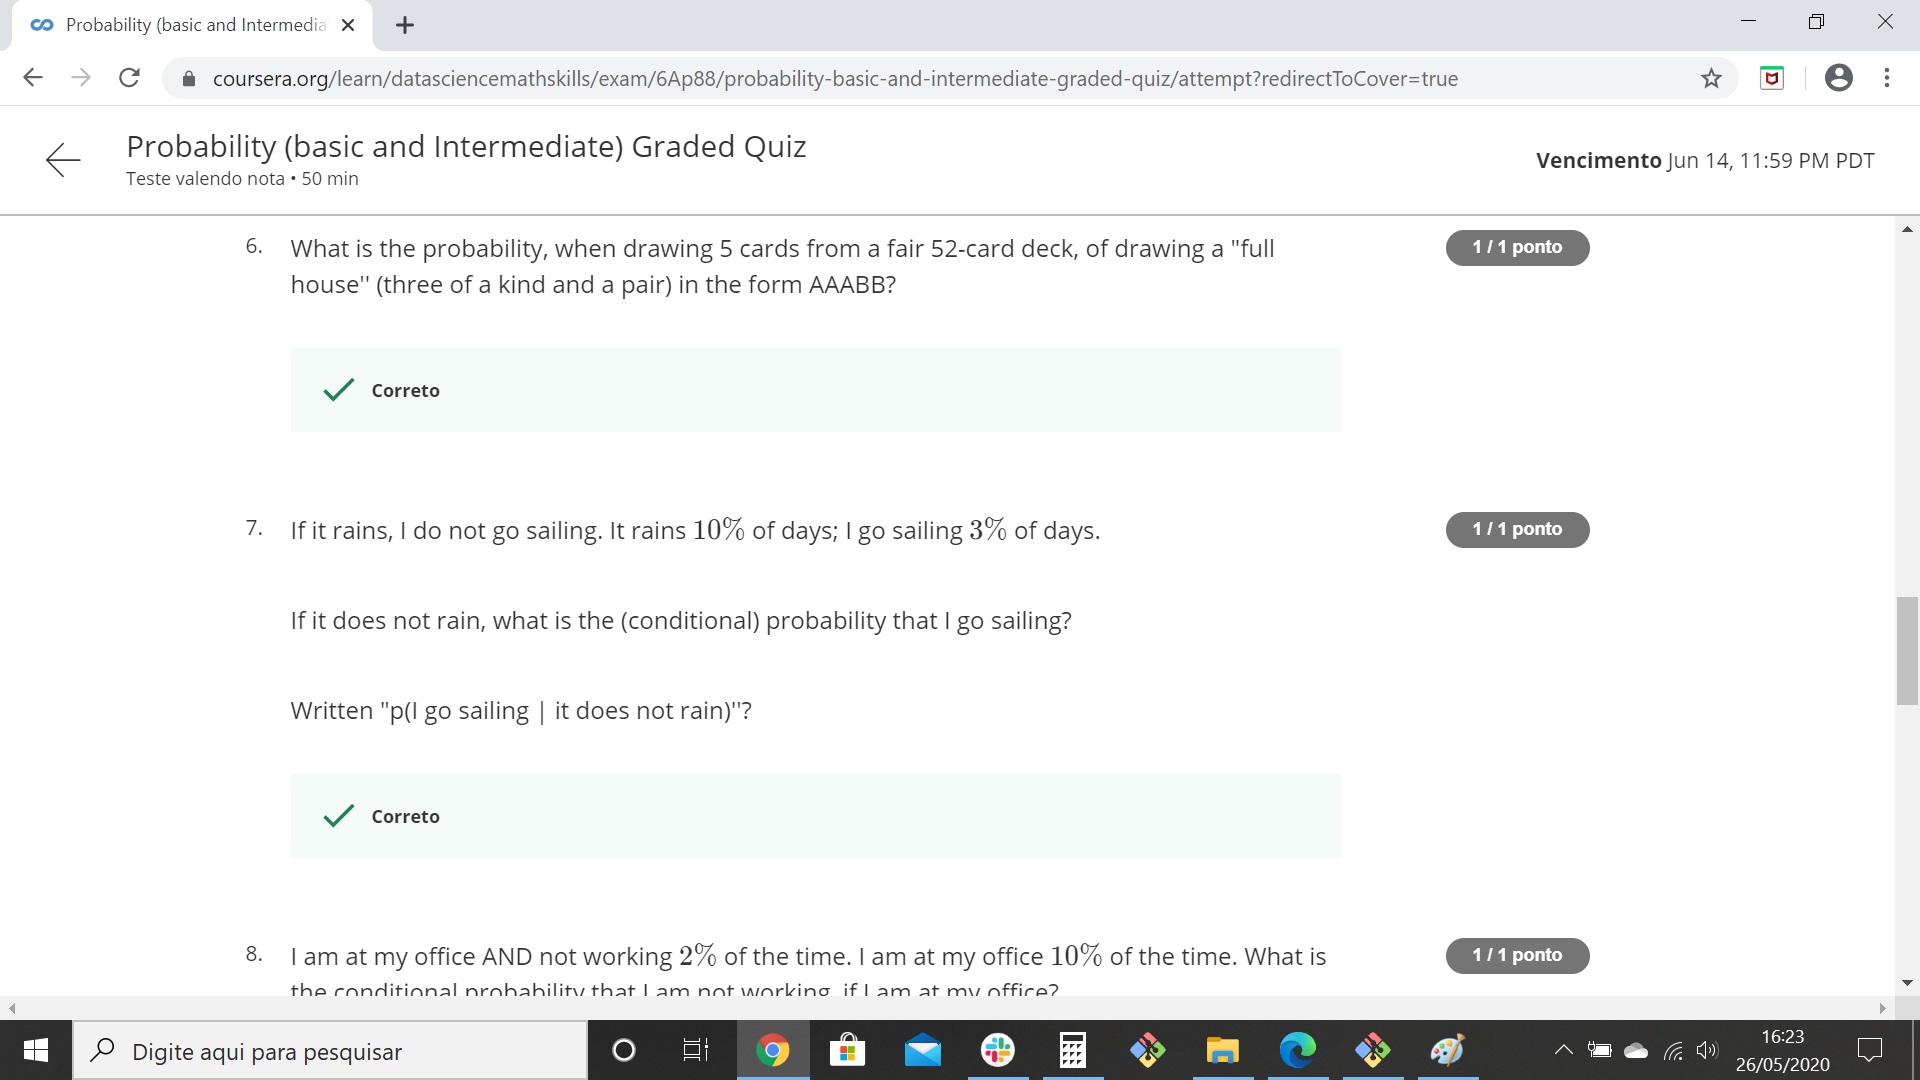 Probability (basic and Intermedia
coursera.org/learn/datasciencemathskills/exam/6Ap88/probability-basic-and-intermediate-graded-quiz/attempt?redirectToCover=true
Probability (basic and Intermediate) Graded Quiz
Teste valendo nota • 50 min
Vencimento Jun 14, 11:59 PM PDT
6. What is the probability, when drawing 5 cards from a fair 52-card deck, of drawing a "full
house'' (three of a kind and a pair) in the form AAABB?
1 / 1 ponto
Correto
7. If it rains, I do not go sailing. It rains 10% of days; I go sailing 3% of days.
1 / 1 ponto
If it does not rain, what is the (conditional) probability that I go sailing?
Written "p(I go sailing | it does not rain)''?
Correto
8. I am at my office AND not working 2% of the time. I am at my office 10% of the time. What is
the conditional probability that I am not working, if I am at my office?
1 / 1 ponto
Digite aqui para pesquisar
16:23
26/05/2020